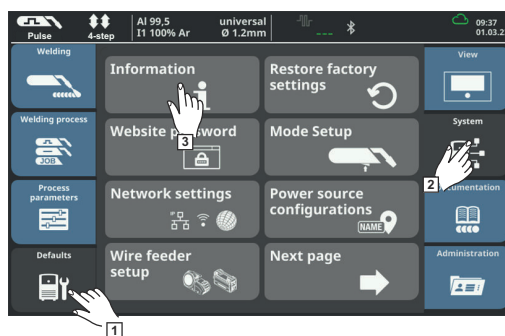 Pulse
4-step
Al 99,5 universal
I1 100% Ar Ø 1.2mm
---
09:37
01.03.2
Welding
Welding process
JOB
Process
parameters
Defaults
1
Information
3
Restore factory
settings
Website password
Mode Setup
Network settings
Power source
configurations
NAME
Wire feeder
setup
Next page
View
System
2
Documentation
Administration